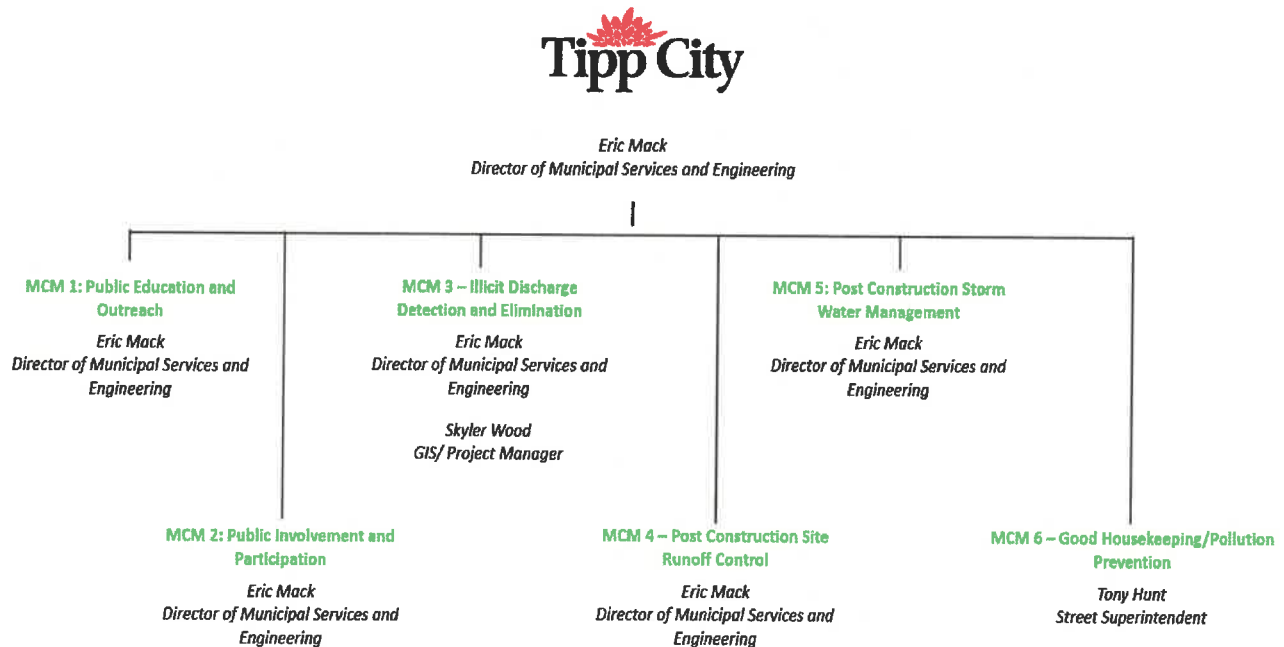 Tipp City
Eric Mack
Director of Municipal Services and Engineering
MCM 1: Public Education and
Outreach
Eric Mack
Director of Municipal Services and
Engineering
MCM 3 – Illicit Discharge
Detection and Elimination
Eric Mack
Director of Municipal Services and
Engineering
Skyler Wood
GIS/ Project Manager
MCM 5: Post Construction Storm
Water Management
Eric Mack
Director of Municipal Services and
Engineering
MCM 2: Public Involvement and
Participation
Eric Mack
Director of Municipal Services and
Engineering
MCM 4 – Post Construction Site
Runoff Control
Eric Mack
Director of Municipal Services and
Engineering
MCM 6 – Good Housekeeping/Pollution
Prevention
Tony Hunt
Street Superintendent